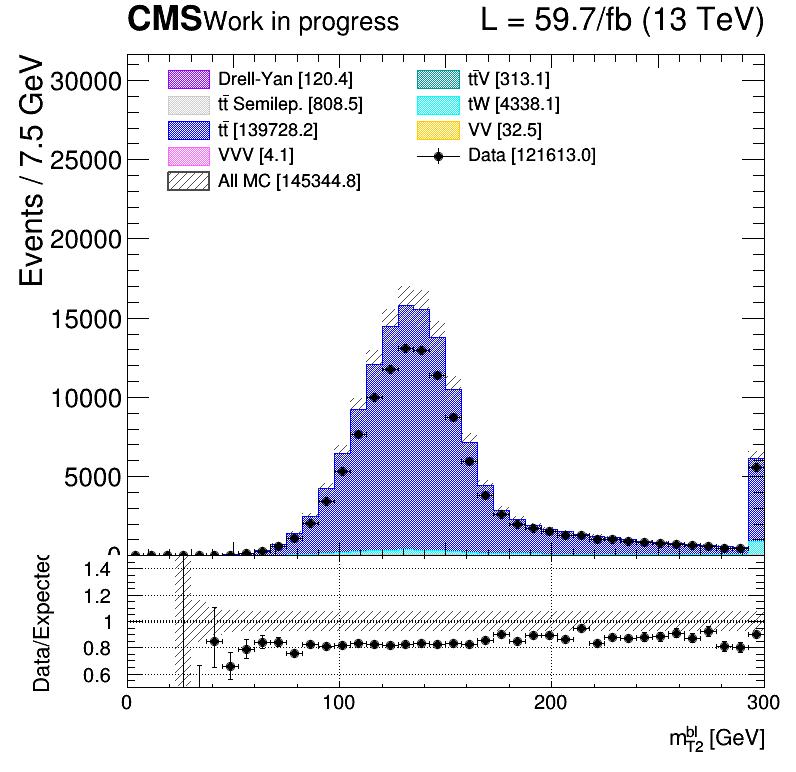 CMS Work in progress L = 59.7/fb (13 TeV)
Events / 7.5 GeV
30000
25000
20000
15000
10000
5000
0
Drell-Yan [120.4]
tt̄ Semilep. [808.5]
tt̄ [139728.2]
VVV [4.1]
All MC [145344.8]
tt̄V [313.1]
tW [4338.1]
VV [32.5]
Data [121613.0]
Data/Expected
1.4
1.2
1
0.8
0.6
0 100 200 300
m_{T2}^{bl} [GeV]